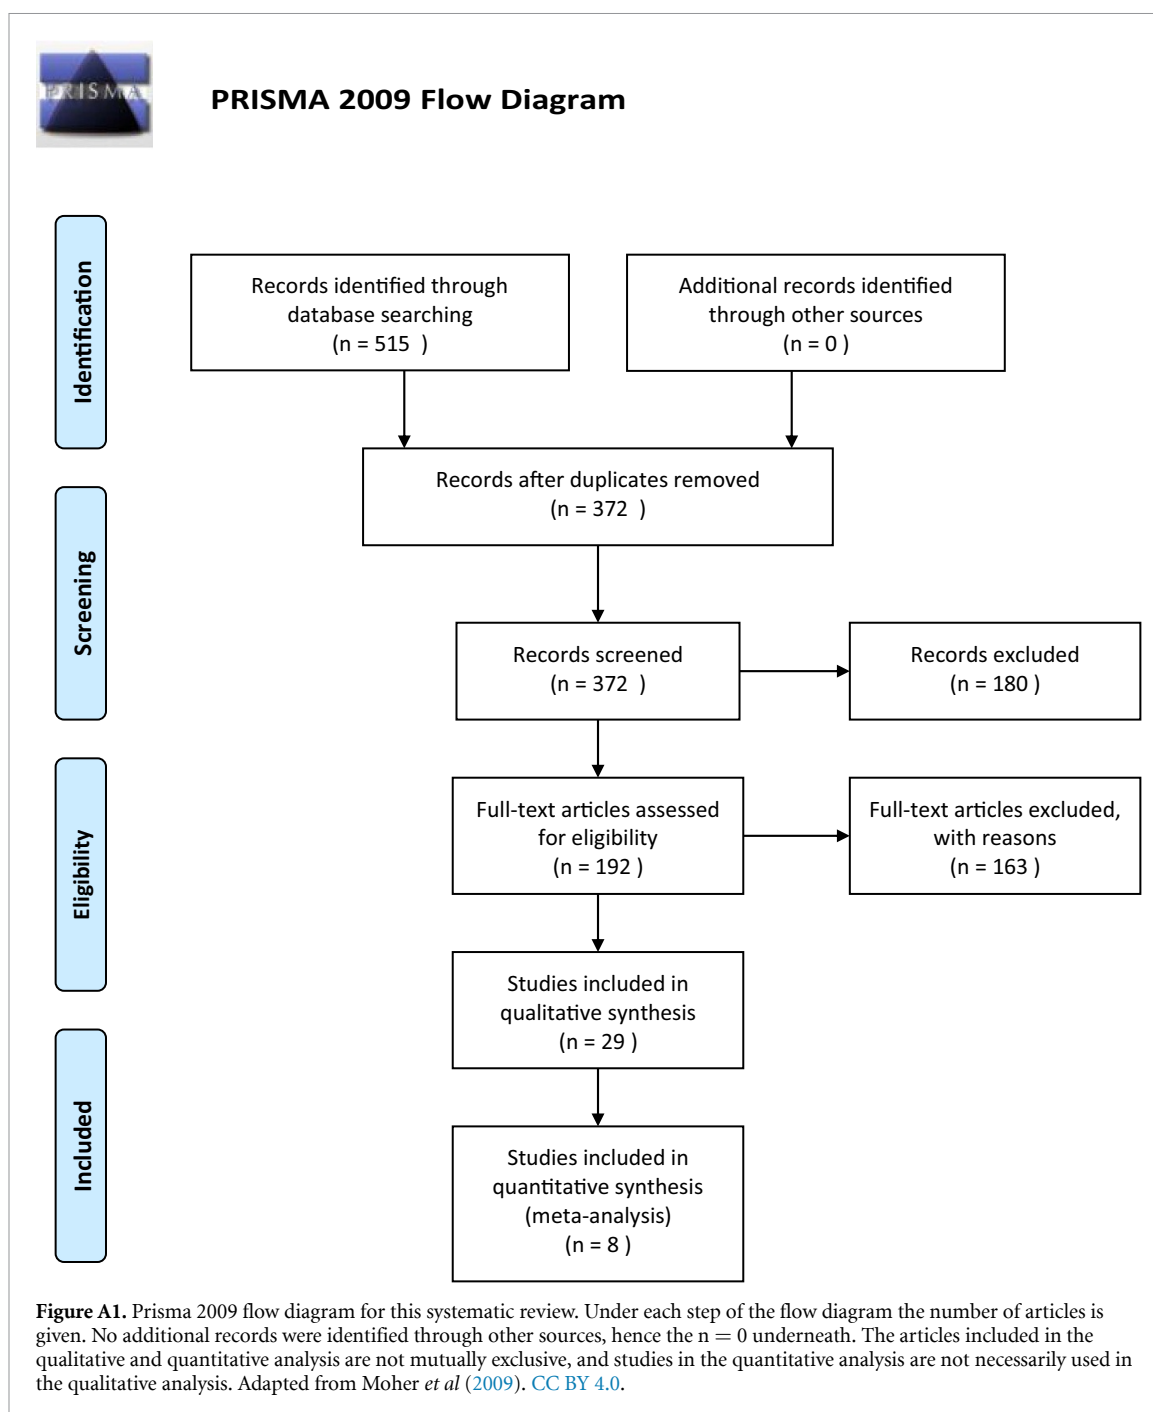 PRISMA
PRISMA 2009 Flow Diagram
Identification
Records identified through
database searching
(n = 515 )
Additional records identified
through other sources
(n = 0 )
Records after duplicates removed
(n = 372 )
Screening
Records screened
(n = 372 )
Records excluded
(n = 180 )
Eligibility
Full-text articles assessed
for eligibility
(n = 192 )
Full-text articles excluded,
with reasons
(n = 163 )
Studies included in
qualitative synthesis
(n = 29 )
Included
Studies included in
quantitative synthesis
(meta-analysis)
(n = 8 )
Figure A1. Prisma 2009 flow diagram for this systematic review. Under each step of the flow diagram the number of articles is
given. No additional records were identified through other sources, hence the n = 0 underneath. The articles included in the
qualitative and quantitative analysis are not mutually exclusive, and studies in the quantitative analysis are not necessarily used in
the qualitative analysis. Adapted from Moher et al (2009). CC BY 4.0.